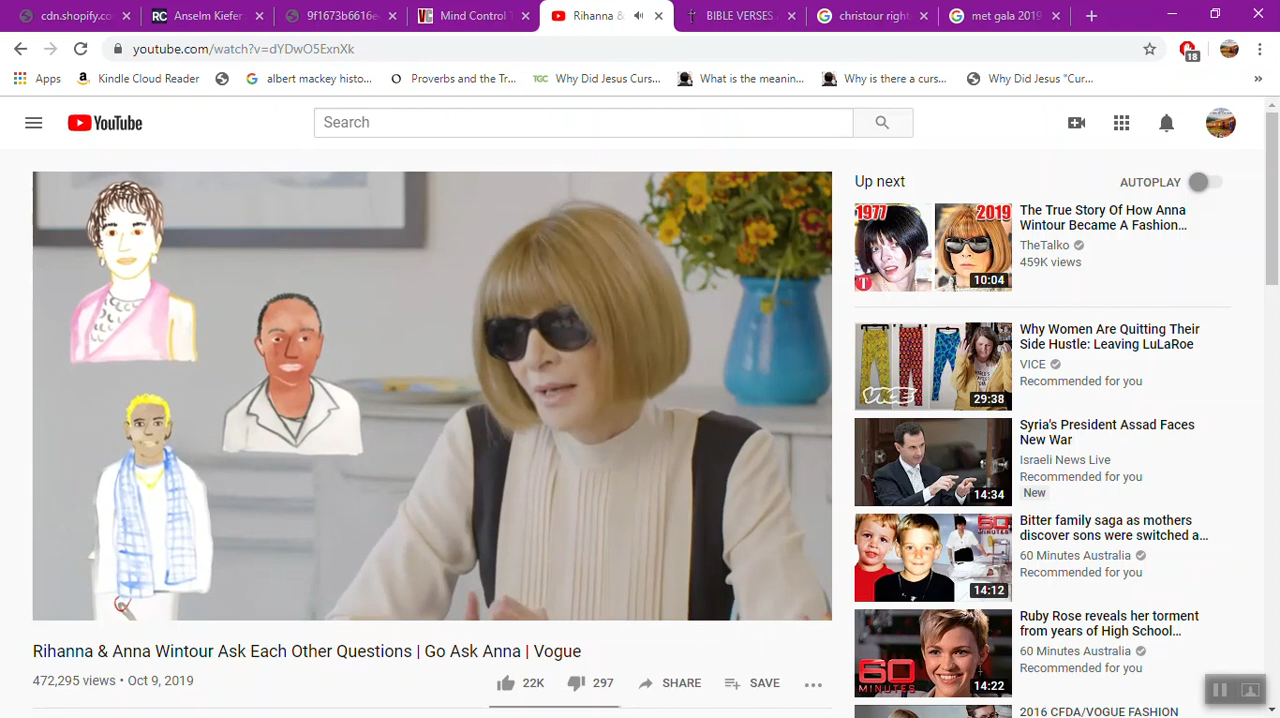 cdn.shopify.co
Anselm Kiefer
9f1673b6616e
Mind Control T
Rihanna &
BIBLE VERSES A
christour right
met gala 2019
youtube.com/watch?v=dYDwO5ExnXk
18
Apps
Kindle Cloud Reader
albert mackey histo...
Proverbs and the Tr...
TGC Why Did Jesus Curs...
What is the meanin...
Why is there a curs...
Why Did Jesus "Cur...
»
YouTube
Search
Up next
AUTOPLAY
1977
2019
10:04
The True Story Of How Anna
Wintour Became A Fashion...
TheTalko
459K views
VICE
29:38
Why Women Are Quitting Their
Side Hustle: Leaving LuLaRoe
VICE
Recommended for you
14:34
Syria's President Assad Faces
New War
Israeli News Live
Recommended for you
New
60
MINUTES
14:12
Bitter family saga as mothers
discover sons were switched a...
60 Minutes Australia
Recommended for you
60
MINUTES
14:22
Ruby Rose reveals her torment
from years of High School...
60 Minutes Australia
Recommended for you
2016 CFDA/VOGUE FASHION
Rihanna & Anna Wintour Ask Each Other Questions | Go Ask Anna | Vogue
472,295 views • Oct 9, 2019
22K
297
SHARE
SAVE